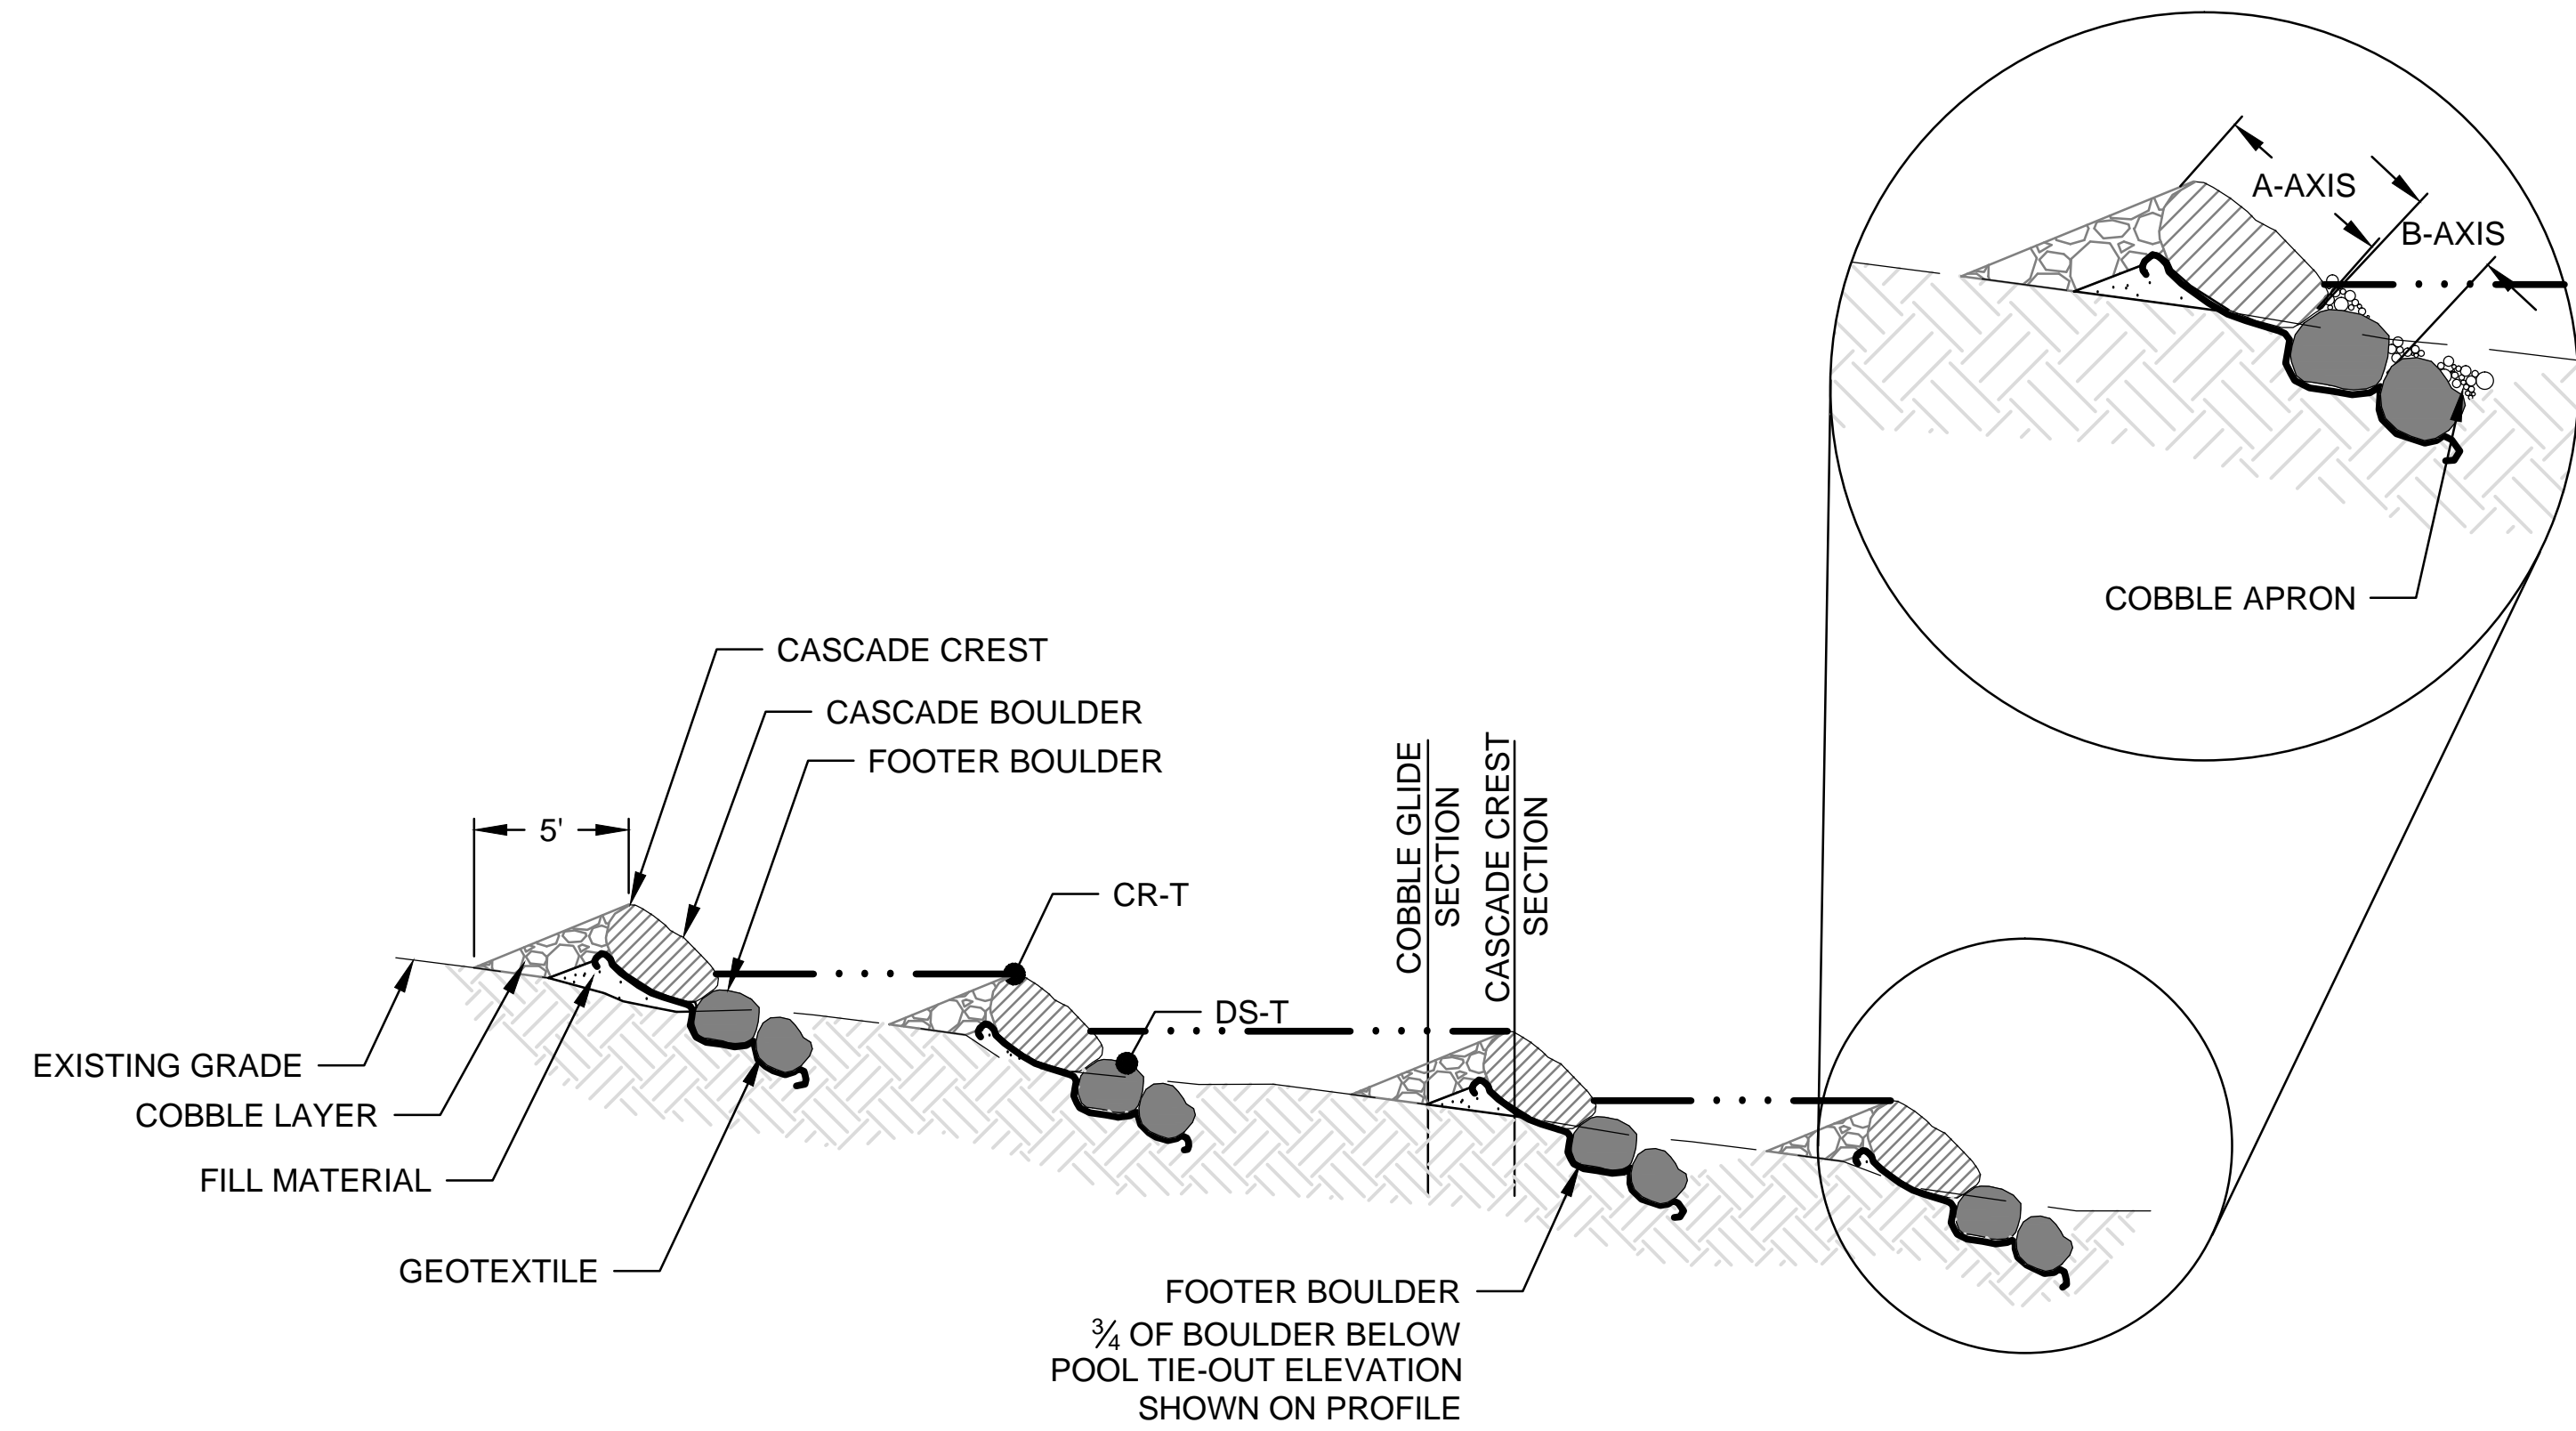 A-AXIS
B-AXIS
COBBLE APRON
CASCADE CREST
CASCADE BOULDER
FOOTER BOULDER
5'
CR-T
DS-T
COBBLE GLIDE
SECTION
CASCADE CREST
SECTION
EXISTING GRADE
COBBLE LAYER
FILL MATERIAL
GEOTEXTILE
FOOTER BOULDER
¾ OF BOULDER BELOW
POOL TIE-OUT ELEVATION
SHOWN ON PROFILE